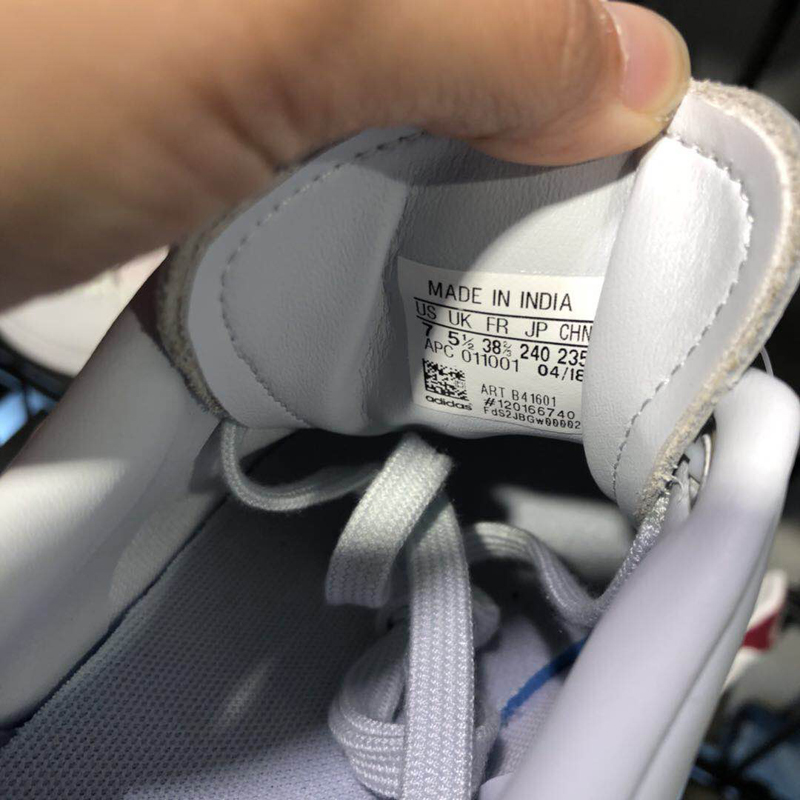 MADE IN INDIA
US UK FR JP CHN
7 5½ 38⅔ 240 235
APC 011001 04/18
ART B41601
#120166740
adidas FdS2JBGw00002